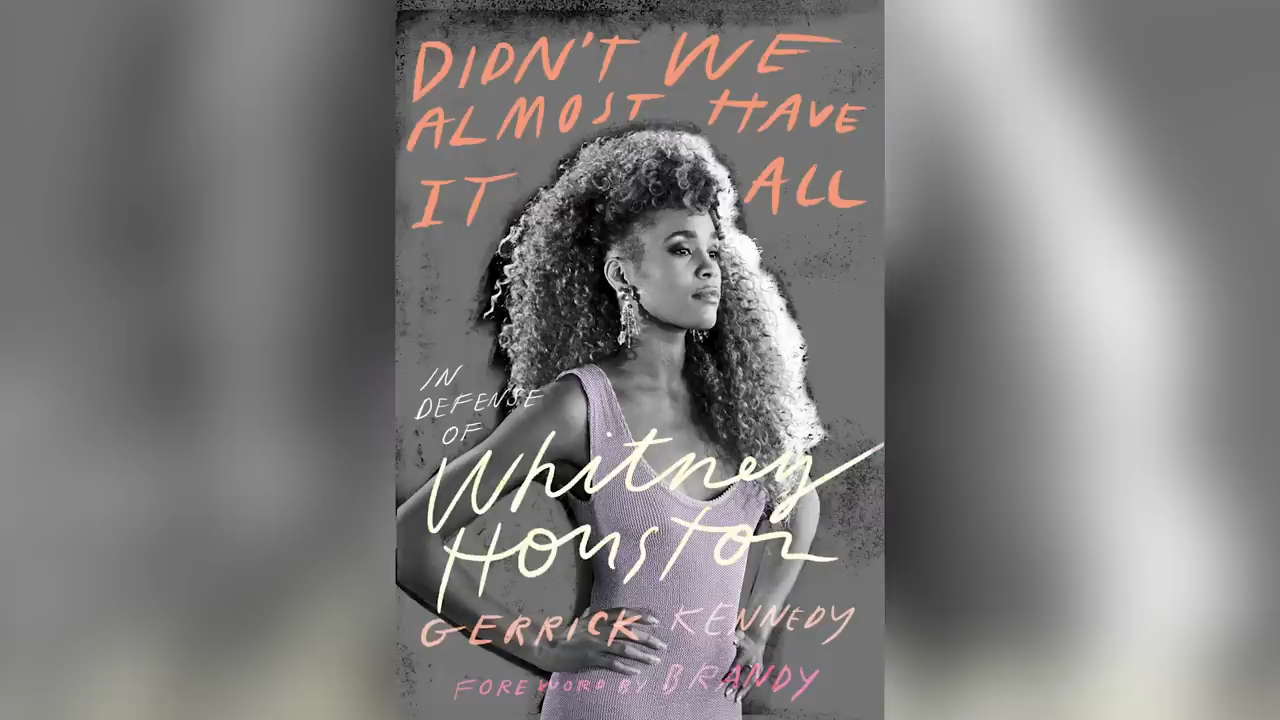 DIDN'T WE
ALMOST HAVE
IT ALL
IN
DEFENSE
OF
Whitney
Houston
GERRICK KENNEDY
FOREWORD BY BRANDY